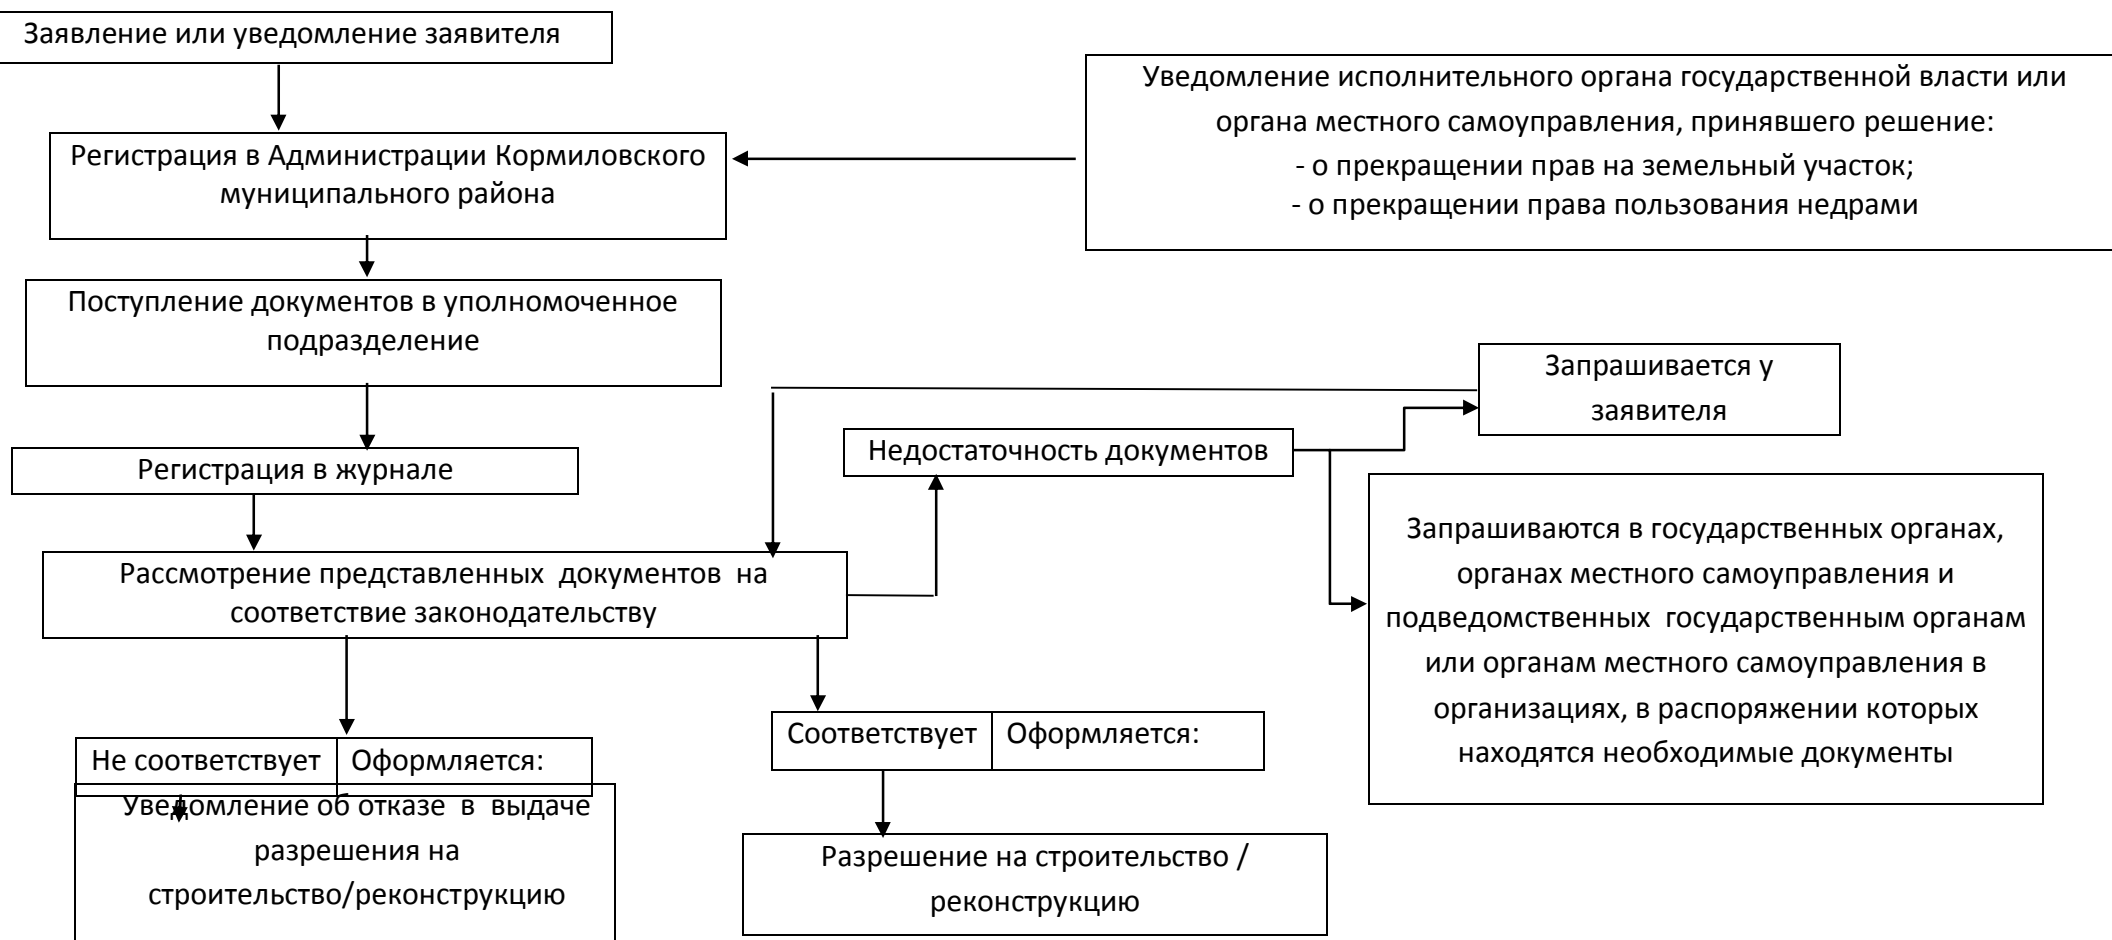 Заявление или уведомление заявителя
Уведомление исполнительного органа государственной власти или
органа местного самоуправления, принявшего решение:
- о прекращении прав на земельный участок;
- о прекращении права пользования недрами
Регистрация в Администрации Кормиловского
муниципального района
Поступление документов в уполномоченное
подразделение
Запрашивается у
заявителя
Недостаточность документов
Регистрация в журнале
Запрашиваются в государственных органах,
органах местного самоуправления и
подведомственных государственным органам
или органам местного самоуправления в
организациях, в распоряжении которых
находятся необходимые документы
Рассмотрение представленных документов на
соответствие законодательству
Соответствует Оформляется:
Не соответствует Оформляется:
Уведомление об отказе в выдаче
разрешения на
строительство/реконструкцию
Разрешение на строительство /
реконструкцию